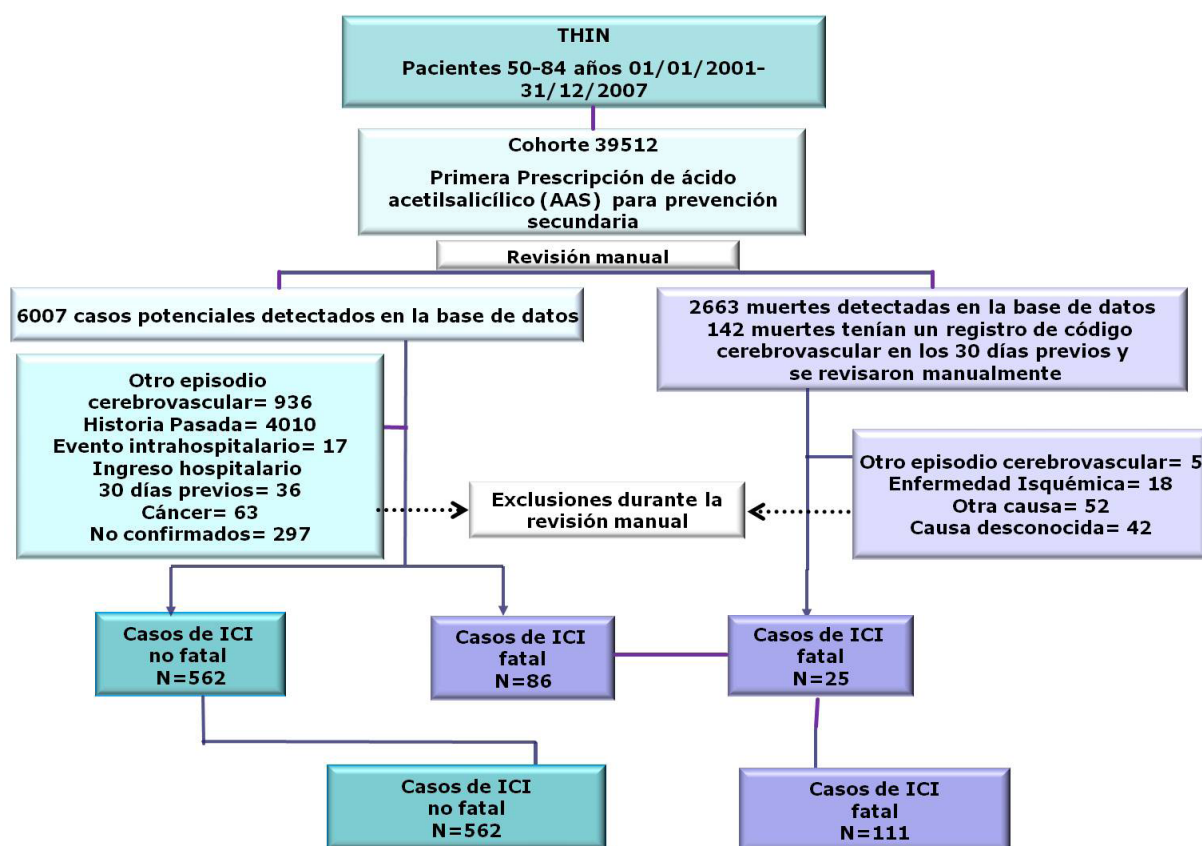 THIN
Pacientes 50-84 años 01/01/2001-
31/12/2007
Cohorte 39512
Primera Prescripción de ácido
acetilsalicílico (AAS) para prevención
secundaria
Revisión manual
6007 casos potenciales detectados en la base de datos
2663 muertes detectadas en la base de datos
142 muertes tenían un registro de código
cerebrovascular en los 30 días previos y
se revisaron manualmente
Otro episodio
cerebrovascular= 936
Historia Pasada= 4010
Evento intrahospitalario= 17
Ingreso hospitalario
30 días previos= 36
Cáncer= 63
No confirmados= 297
Exclusiones durante la
revisión manual
Otro episodio cerebrovascular= 5
Enfermedad Isquémica= 18
Otra causa= 52
Causa desconocida= 42
Casos de ICI
no fatal
N=562
Casos de ICI
fatal
N=86
Casos de ICI
fatal
N=25
Casos de ICI
no fatal
N=562
Casos de ICI
fatal
N=111